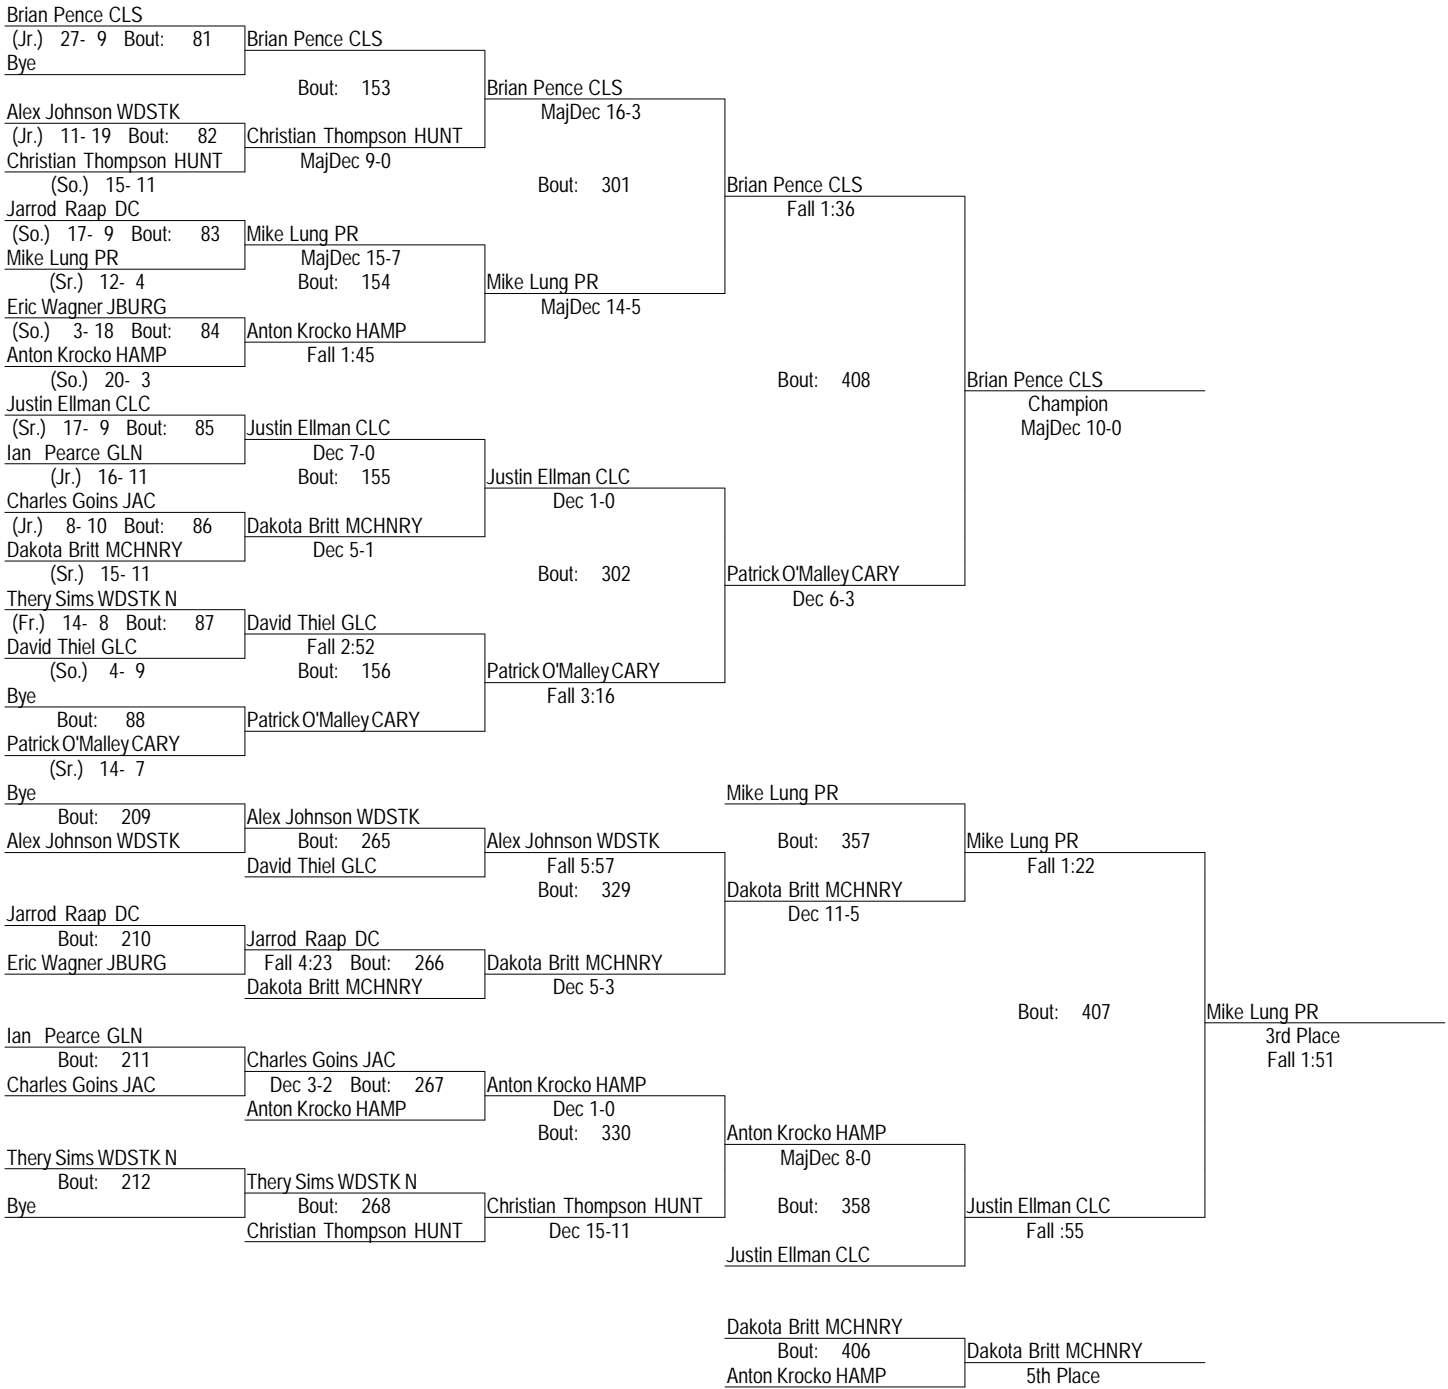 Brian Pence CLS
(Jr.) 27- 9 Bout: 81
Brian Pence CLS
Bye
Bout: 153
Brian Pence CLS
Alex Johnson WDSTK
MajDec 16-3
(Jr.) 11- 19 Bout: 82
Christian Thompson HUNT
Christian Thompson HUNT
MajDec 9-0
(So.) 15- 11
Bout: 301
Brian Pence CLS
Jarrod Raap DC
Fall 1:36
(So.) 17- 9 Bout: 83
Mike Lung PR
Mike Lung PR
MajDec 15-7
(Sr.) 12- 4
Bout: 154
Mike Lung PR
Eric Wagner JBURG
MajDec 14-5
(So.) 3- 18 Bout: 84
Anton Krocko HAMP
Anton Krocko HAMP
Fall 1:45
(So.) 20- 3
Bout: 408
Brian Pence CLS
Justin Ellman CLC
Champion
(Sr.) 17- 9 Bout: 85
Justin Ellman CLC
MajDec 10-0
Ian Pearce GLN
Dec 7-0
(Jr.) 16- 11
Bout: 155
Justin Ellman CLC
Charles Goins JAC
Dec 1-0
(Jr.) 8- 10 Bout: 86
Dakota Britt MCHNRY
Dakota Britt MCHNRY
Dec 5-1
(Sr.) 15- 11
Bout: 302
Patrick O'Malley CARY
Thery Sims WDSTK N
Dec 6-3
(Fr.) 14- 8 Bout: 87
David Thiel GLC
David Thiel GLC
Fall 2:52
(So.) 4- 9
Bout: 156
Patrick O'Malley CARY
Bye
Fall 3:16
Bout: 88
Patrick O'Malley CARY
Patrick O'Malley CARY
(Sr.) 14- 7
Bye
Mike Lung PR
Bout: 209
Alex Johnson WDSTK
Alex Johnson WDSTK
Bout: 265
Alex Johnson WDSTK
Bout: 357
Mike Lung PR
David Thiel GLC
Fall 5:57
Fall 1:22
Bout: 329
Dakota Britt MCHNRY
Jarrod Raap DC
Dec 11-5
Bout: 210
Jarrod Raap DC
Eric Wagner JBURG
Fall 4:23 Bout: 266
Dakota Britt MCHNRY
Dakota Britt MCHNRY
Dec 5-3
Bout: 407
Mike Lung PR
Ian Pearce GLN
3rd Place
Bout: 211
Charles Goins JAC
Fall 1:51
Charles Goins JAC
Dec 3-2 Bout: 267
Anton Krocko HAMP
Anton Krocko HAMP
Dec 1-0
Bout: 330
Anton Krocko HAMP
Thery Sims WDSTK N
MajDec 8-0
Bout: 212
Thery Sims WDSTK N
Bye
Bout: 268
Christian Thompson HUNT
Bout: 358
Justin Ellman CLC
Christian Thompson HUNT
Dec 15-11
Fall :55
Justin Ellman CLC
Dakota Britt MCHNRY
Bout: 406
Dakota Britt MCHNRY
Anton Krocko HAMP
5th Place